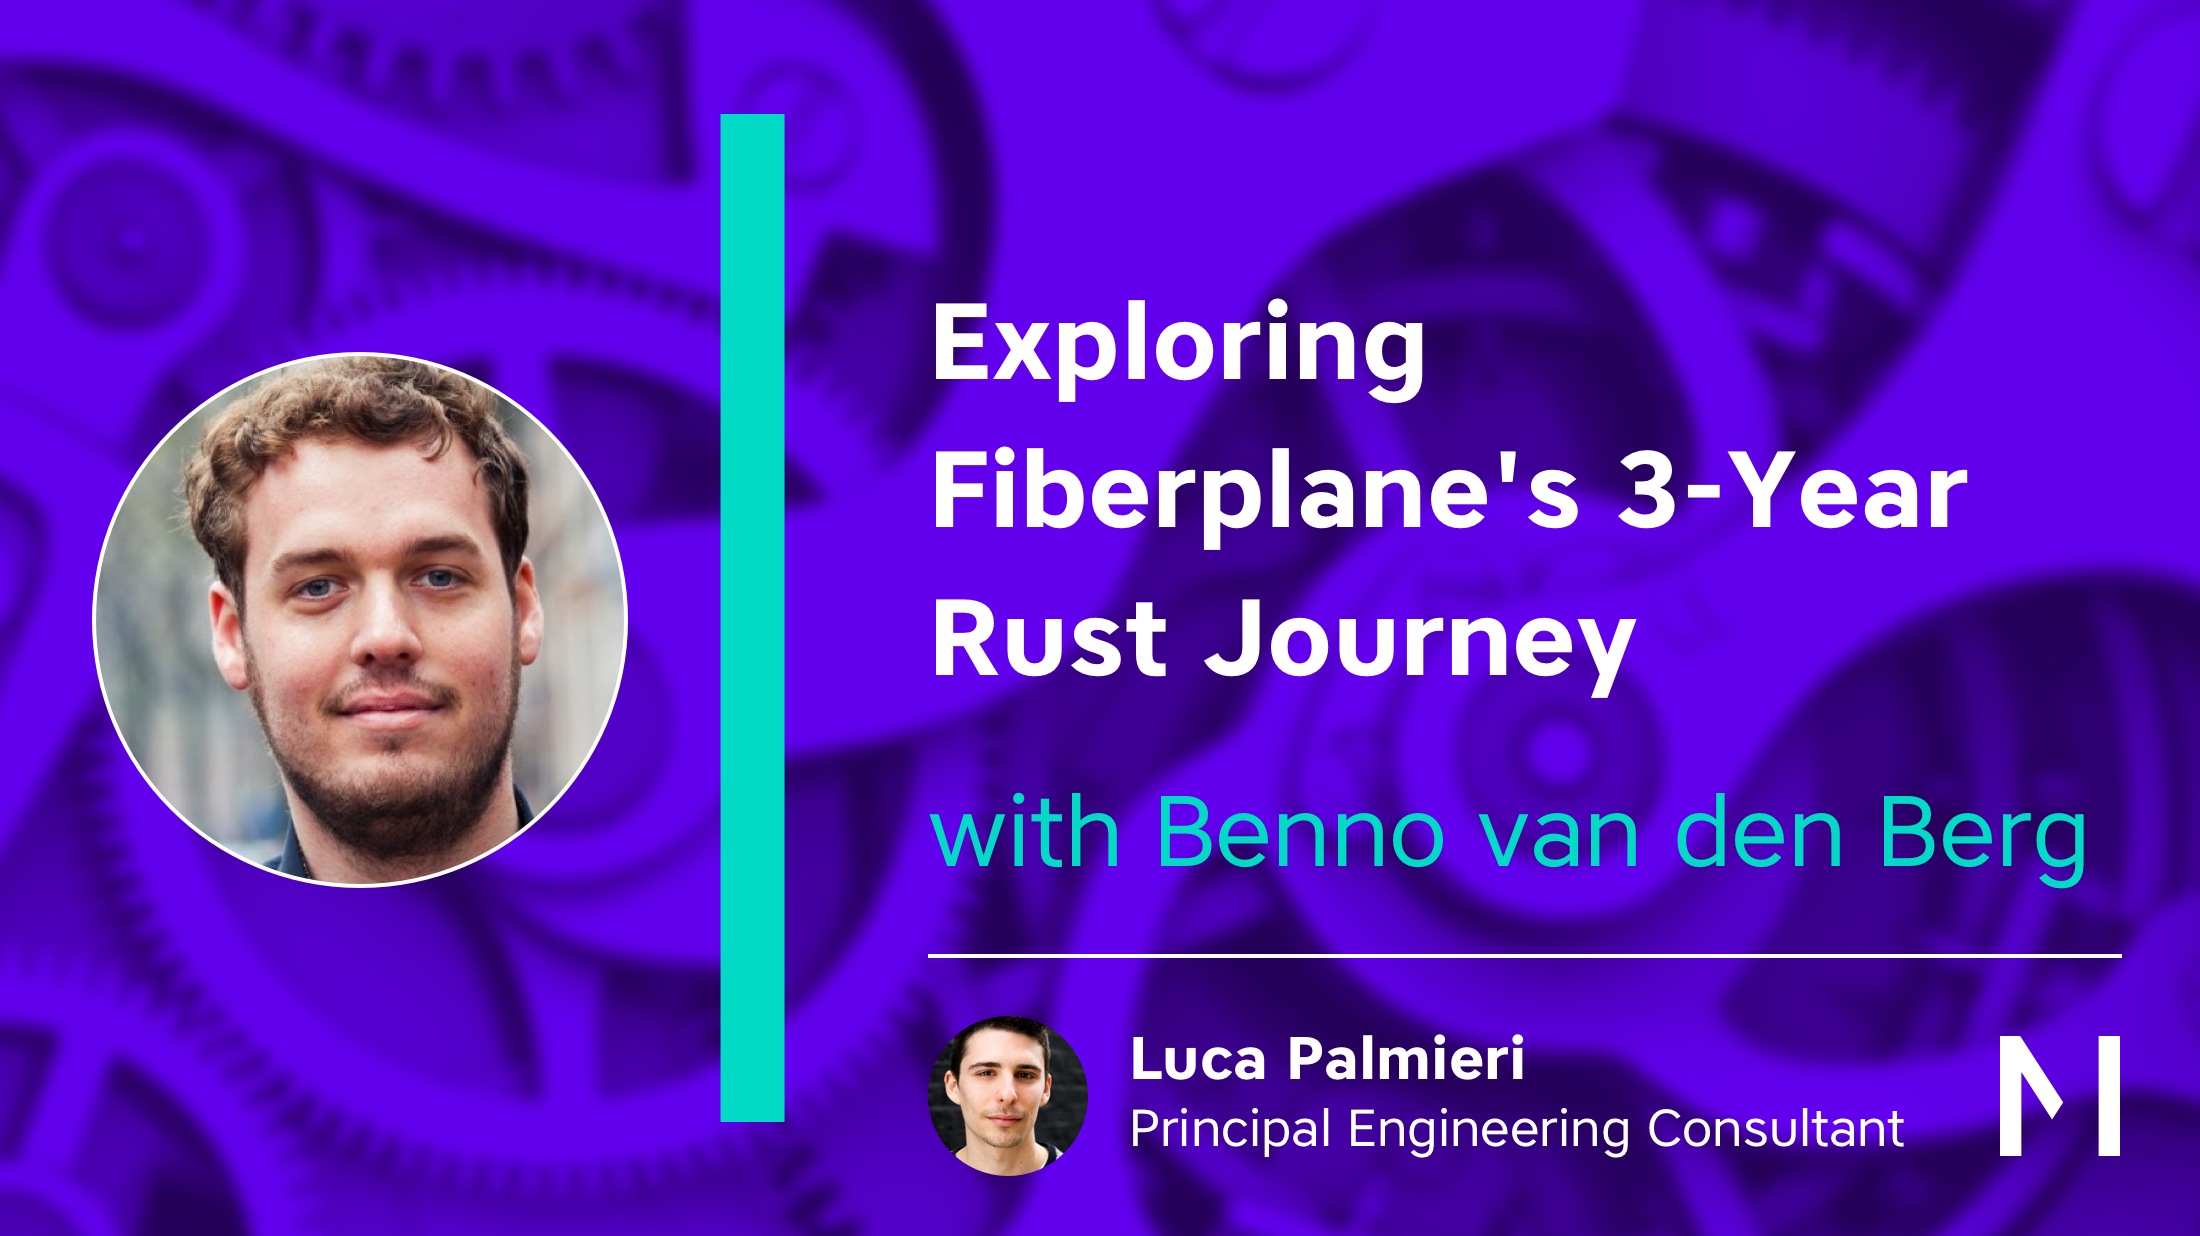 Exploring
Fiberplane's 3-Year
Rust Journey
with Benno van den Berg
Luca Palmieri
Principal Engineering Consultant